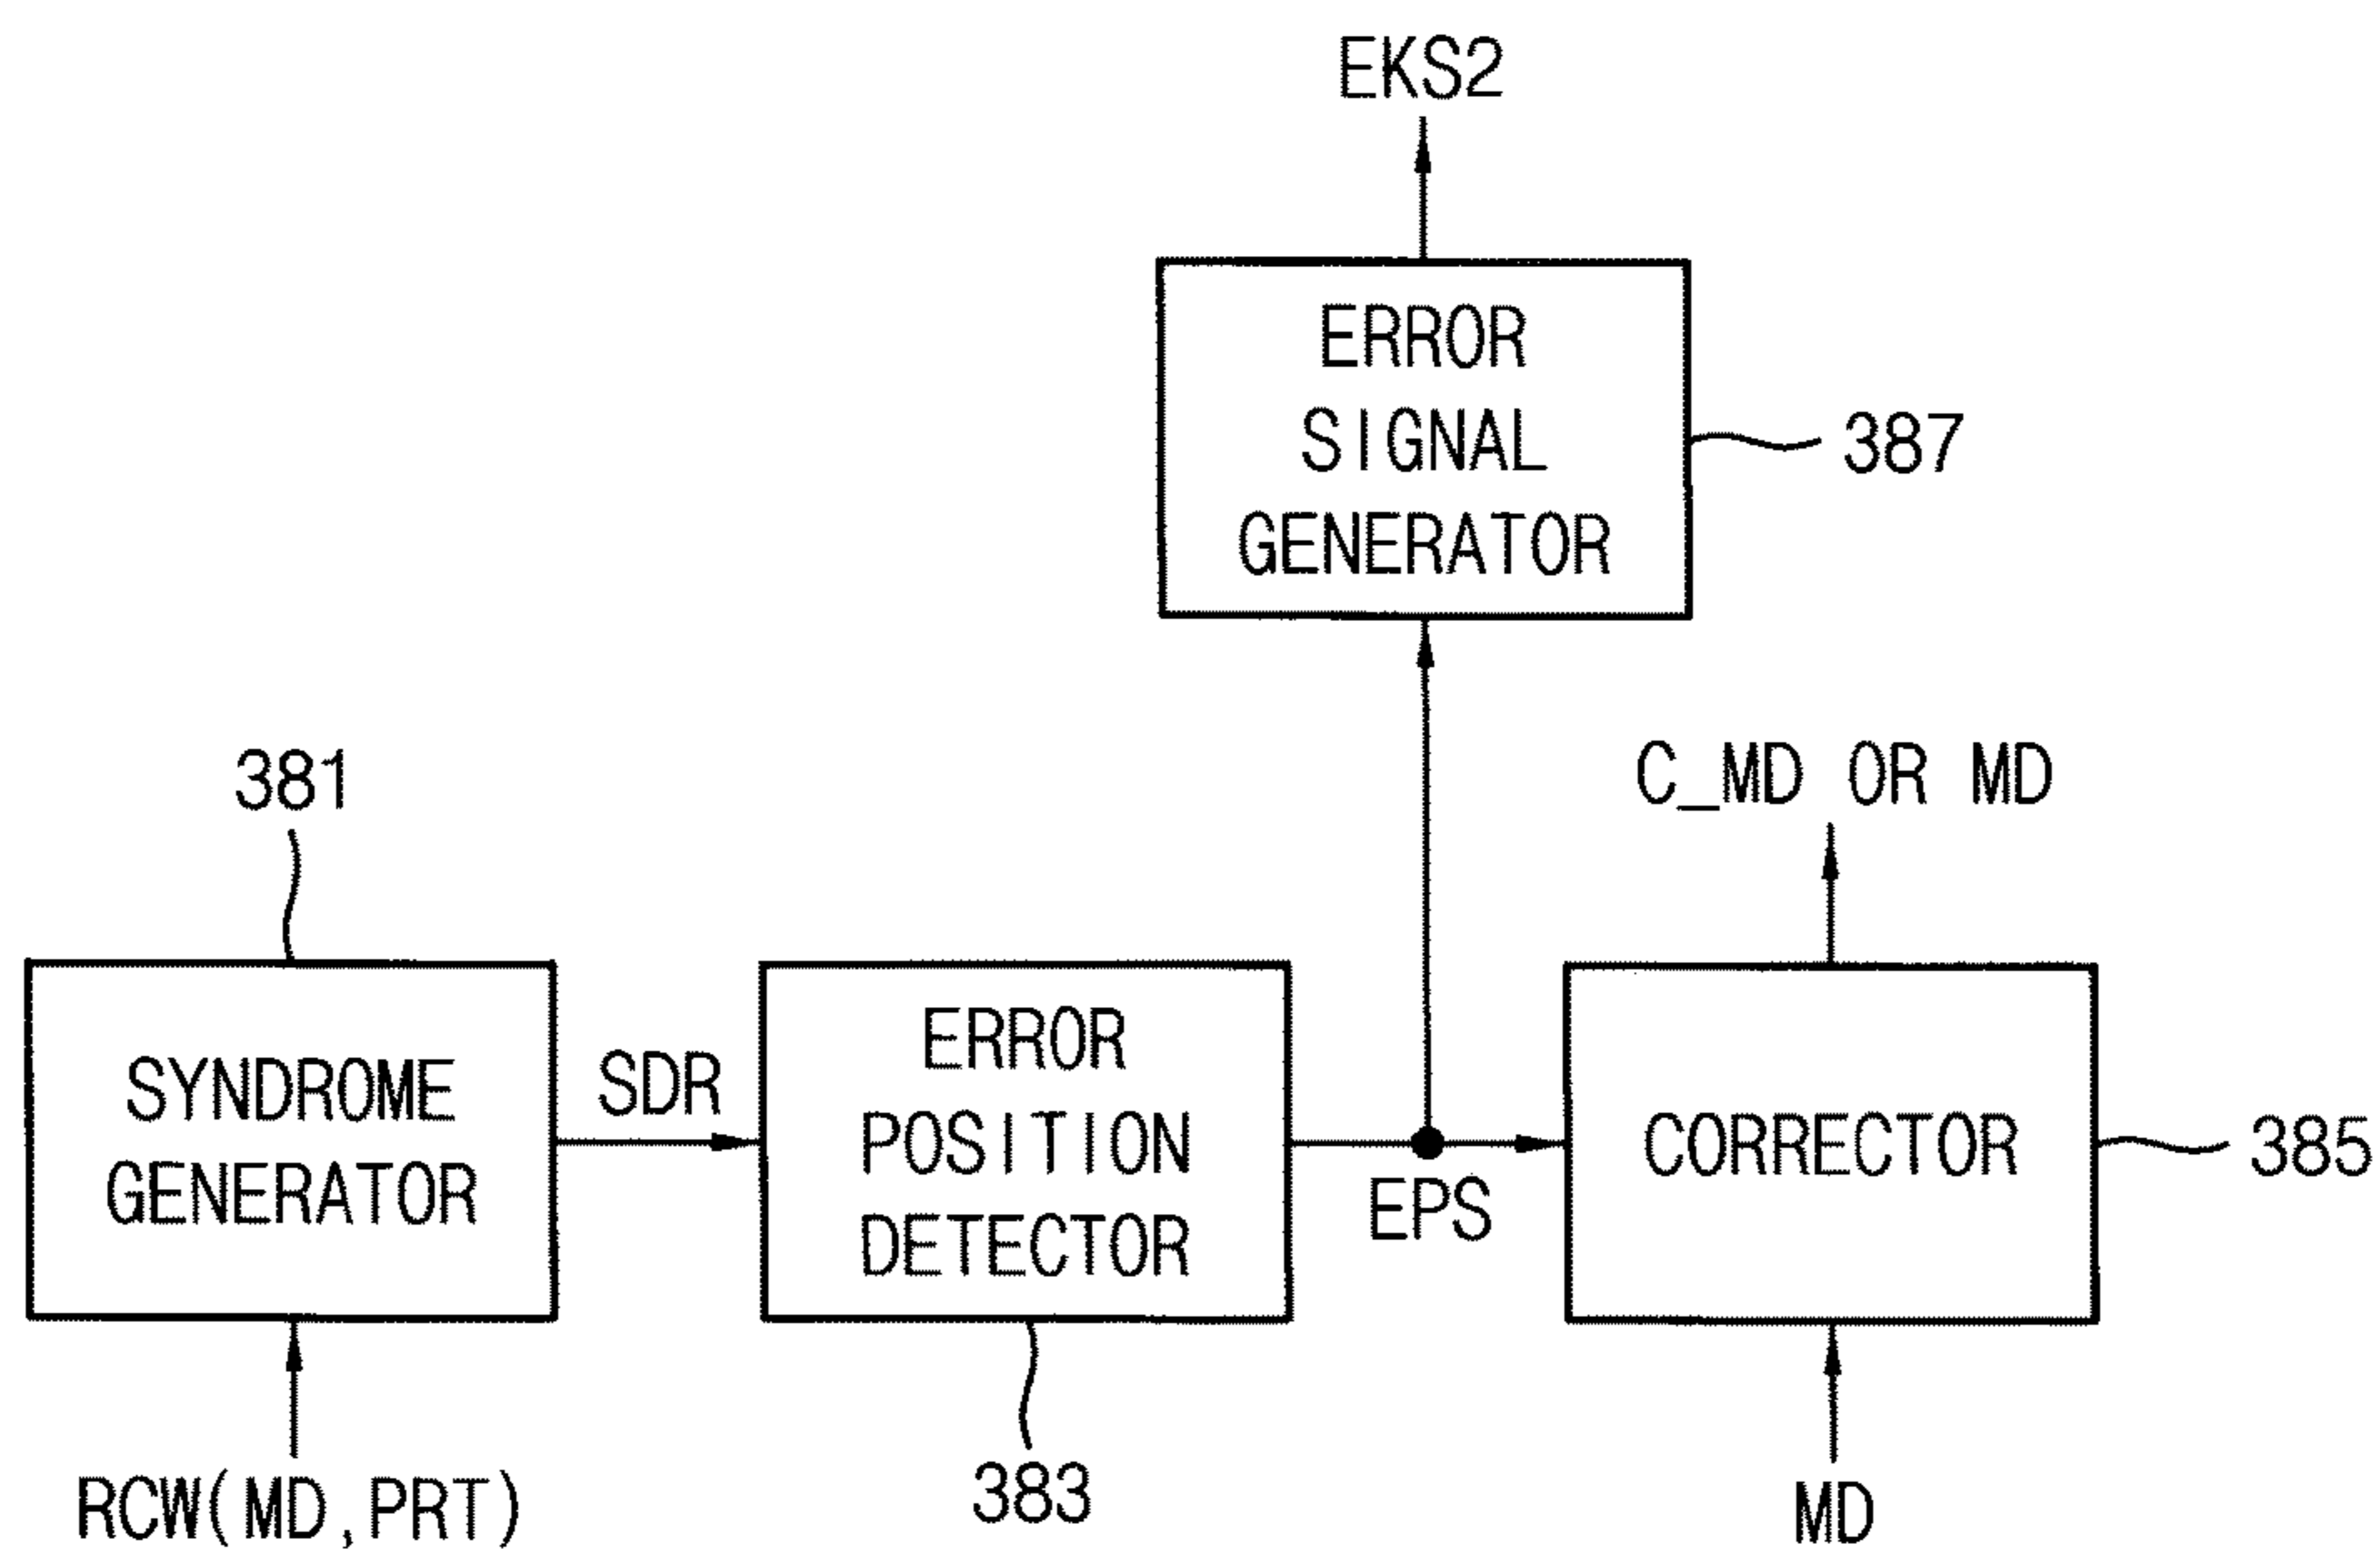 EKS2
ERROR
SIGNAL
GENERATOR
387
381
C_MD OR MD
SYNDROME
GENERATOR
SDR
ERROR
POSITION
DETECTOR
EPS
CORRECTOR
385
RCW(MD,PRT)
383
MD